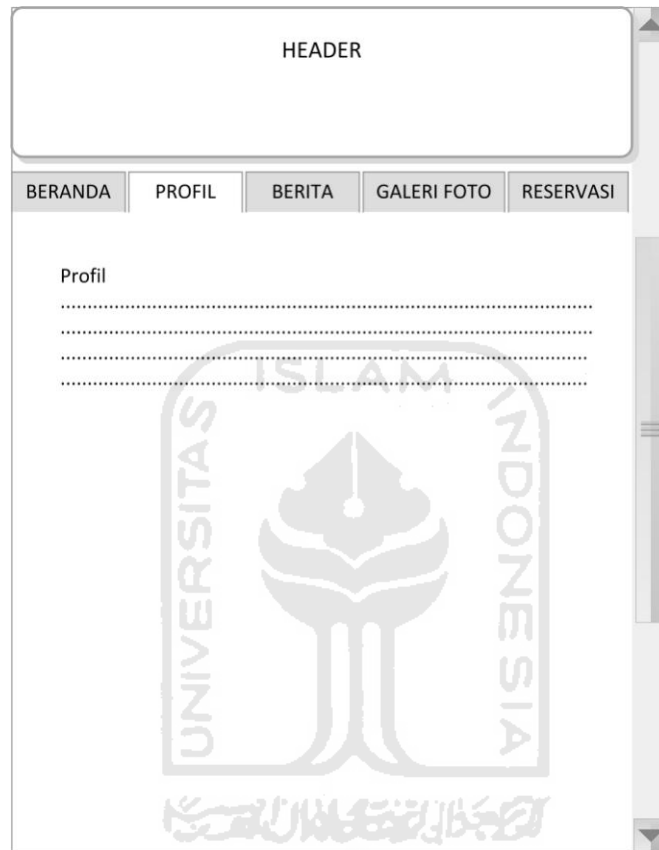 HEADER
BERANDA PROFIL BERITA GALERI FOTO RESERVASI
Profil
................................................................................................
................................................................................................
...............................................................................................
...............................................................................................
UNIVERSITAS ISLAM INDONESIA